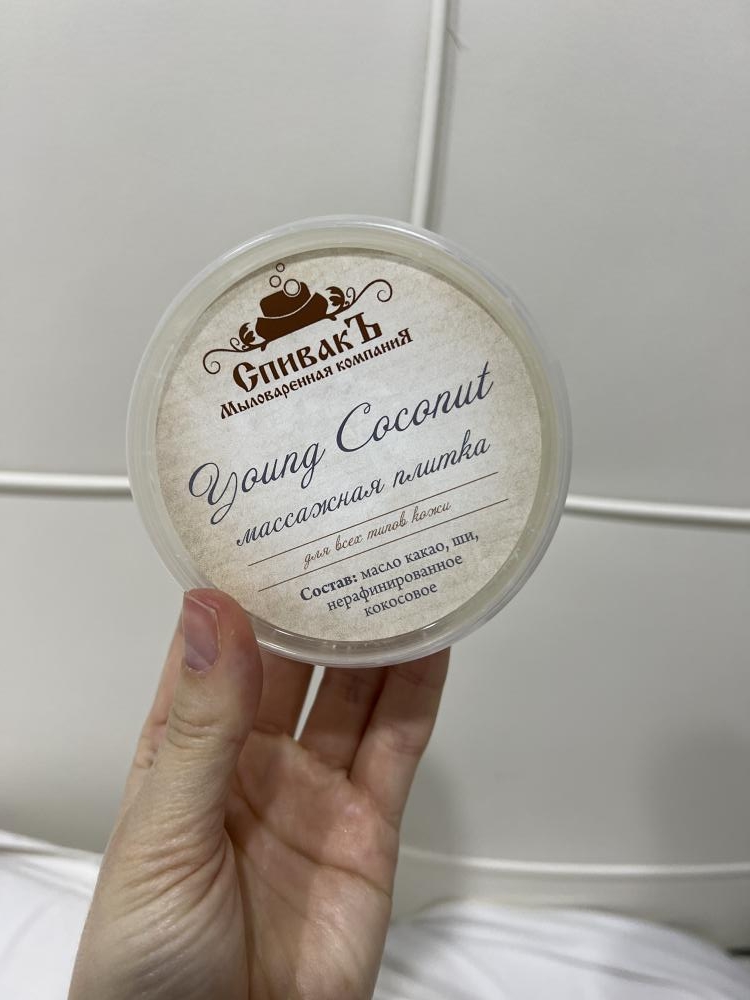 СпивакЪ
Мыловаренная компаниЯ
Young Coconut
массажная плитка
для всех типов кожи
Состав: масло какао, ши,
нерафинированное
кокосовое